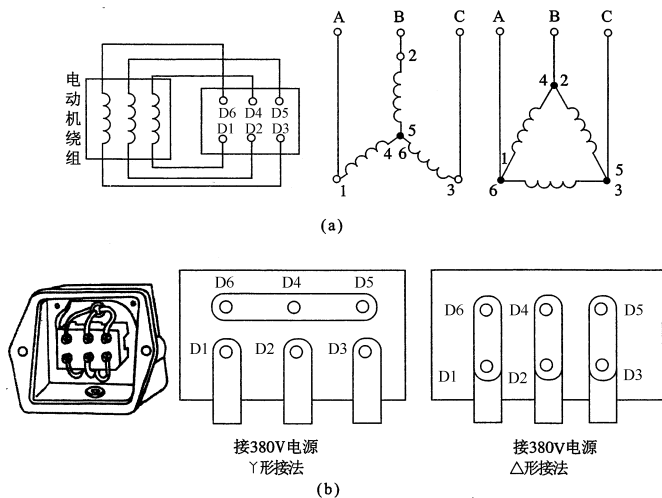 电动机绕组
D6 D4 D5
D1 D2 D3
A B C
2
5
4 6
1 3
A B C
4 2
1 5
6 3
(a)
D6 D4 D5
D1 D2 D3
接380V电源
Y形接法
D6 D4 D5
D1 D2 D3
接380V电源
△形接法
(b)